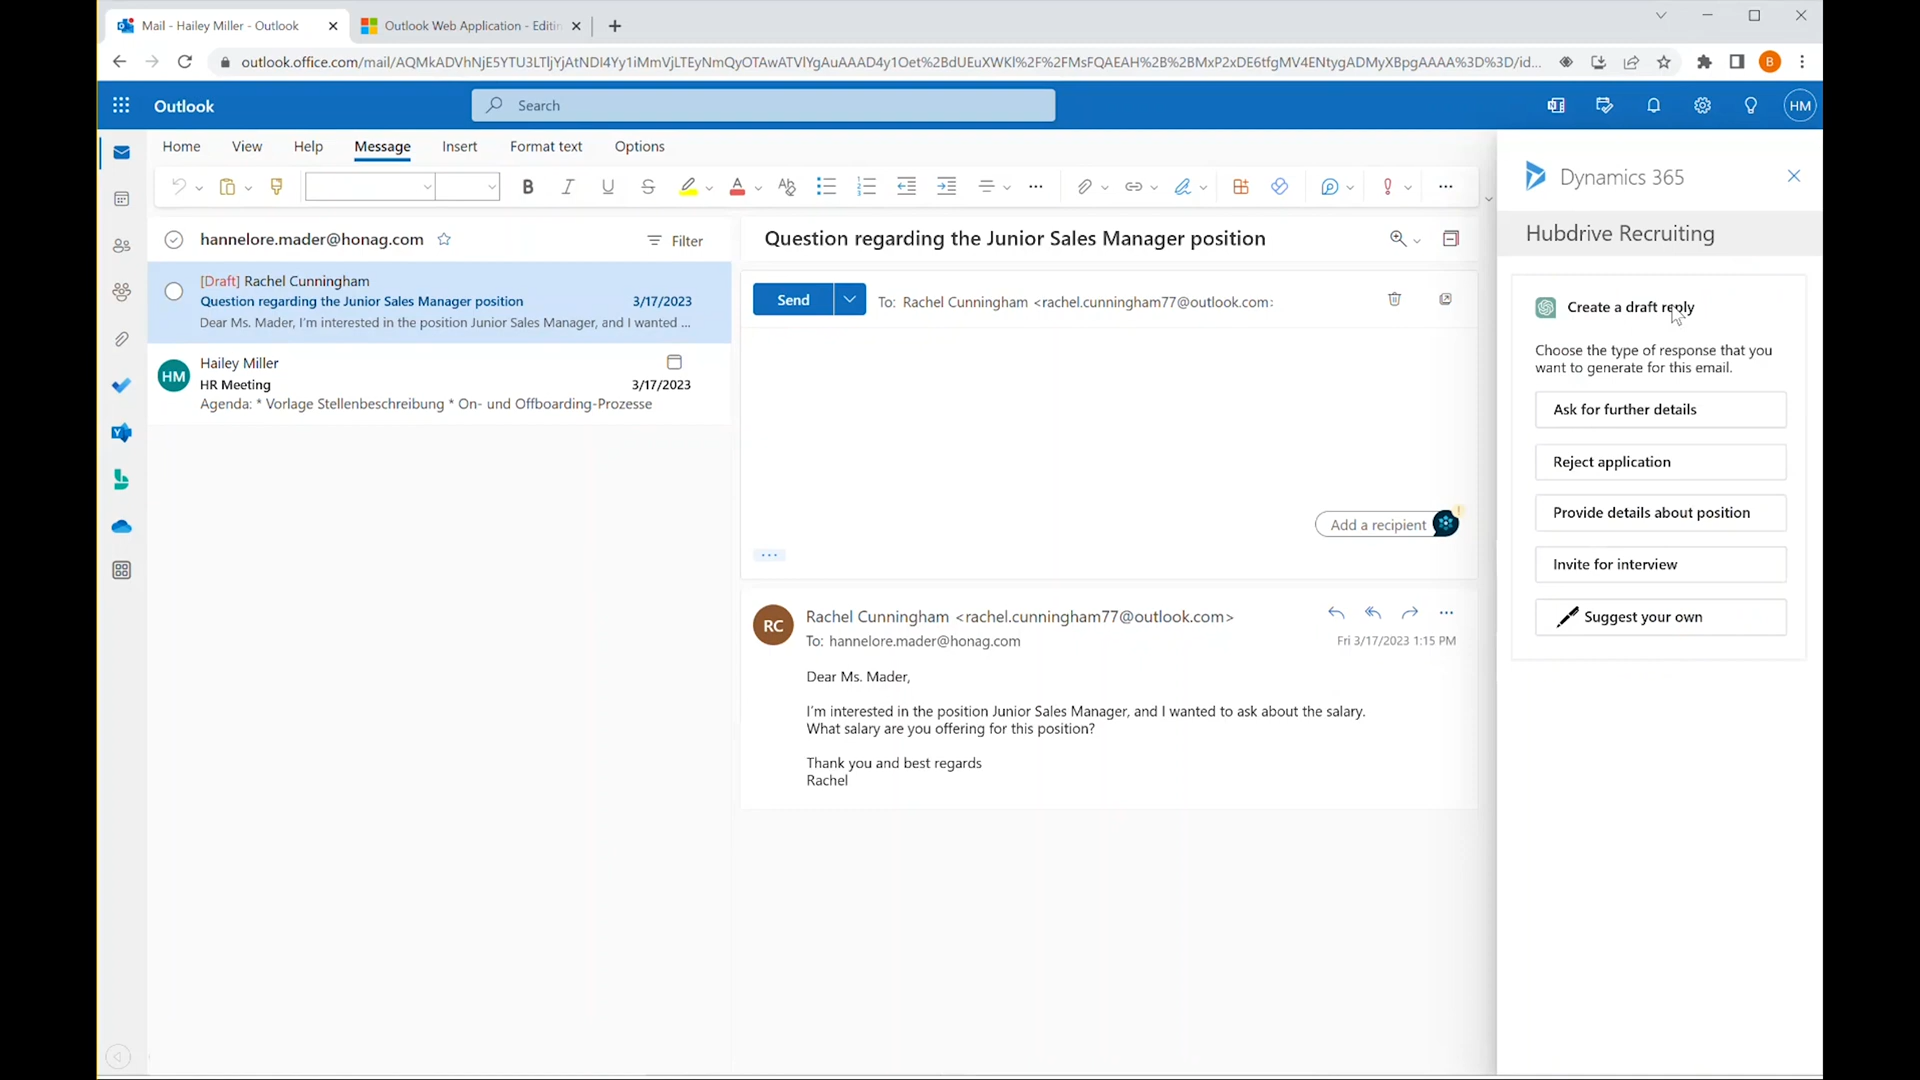 Mail - Hailey Miller - Outlook
Outlook Web Application - Editin
outlook.office.com/mail/AQMkADVhNjE5YTU3LTljYjAtNDI4Yy1iMmVjLTEyNmQyOTAwATVlYgAuAAAD4y1Oet%2BdUEuXWKl%2F%2FMsFQAEAH%2B%2BMxP2xDE6tfgMV4ENtygADMyXBpgAAAA%3D%3D/id...
B
Outlook
Search
HM
Home View Help Message Insert Format text Options
Dynamics 365
Hubdrive Recruiting
hannelore.mader@honag.com
Filter
[Draft] Rachel Cunningham
Question regarding the Junior Sales Manager position 3/17/2023
Dear Ms. Mader, I'm interested in the position Junior Sales Manager, and I wanted ...
HM
Hailey Miller
HR Meeting 3/17/2023
Agenda: * Vorlage Stellenbeschreibung * On- und Offboarding-Prozesse
Question regarding the Junior Sales Manager position
Send
To: Rachel Cunningham <rachel.cunningham77@outlook.com:
Add a recipient
...
RC
Rachel Cunningham <rachel.cunningham77@outlook.com>
To: hannelore.mader@honag.com
Fri 3/17/2023 1:15 PM
Dear Ms. Mader,
I'm interested in the position Junior Sales Manager, and I wanted to ask about the salary.
What salary are you offering for this position?
Thank you and best regards
Rachel
Create a draft reply
Choose the type of response that you
want to generate for this email.
Ask for further details
Reject application
Provide details about position
Invite for interview
Suggest your own